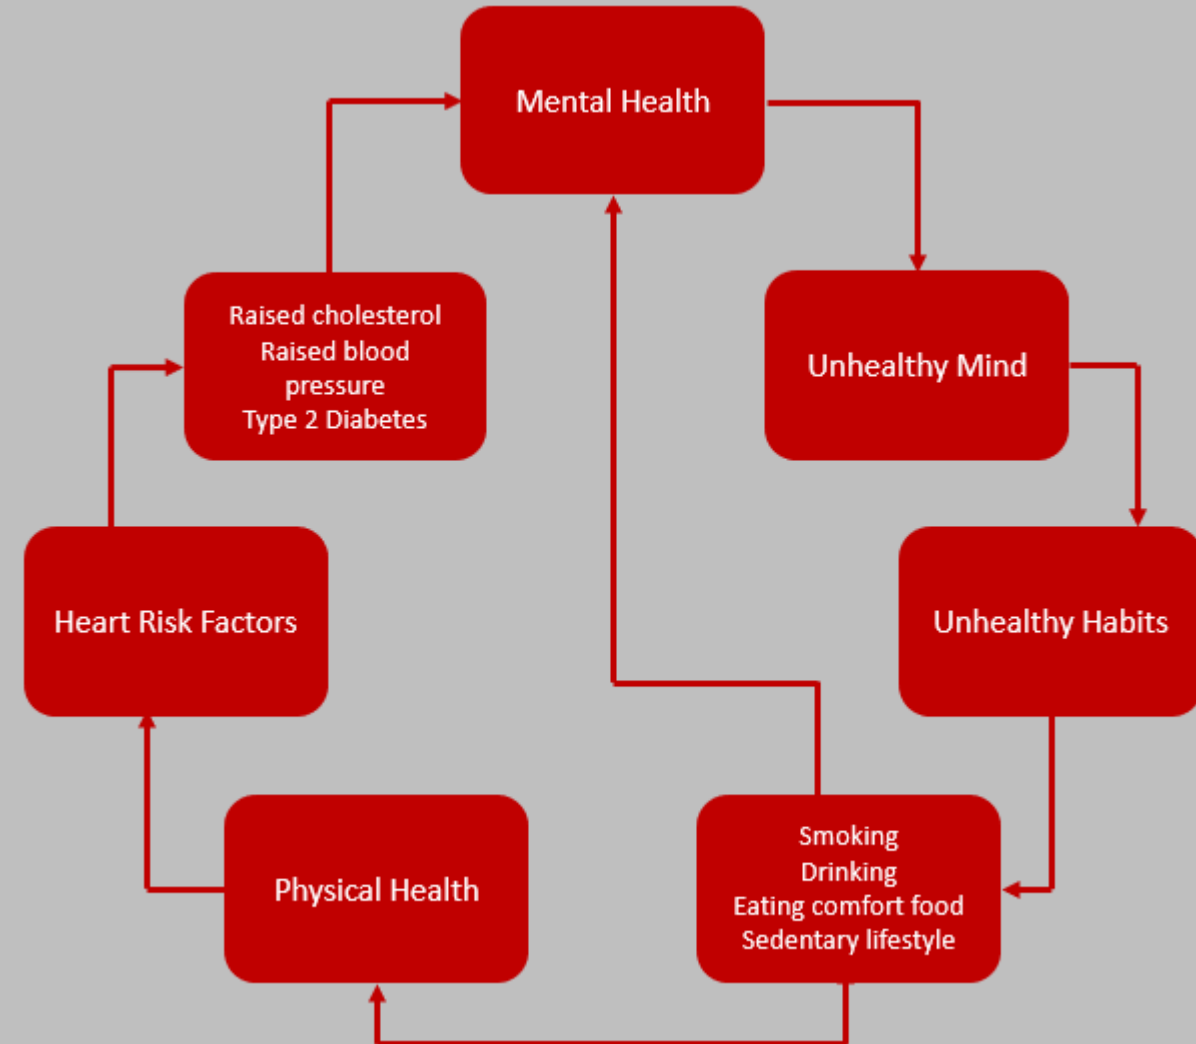 Mental Health
Raised cholesterol
Raised blood
pressure
Type 2 Diabetes
Unhealthy Mind
Heart Risk Factors
Unhealthy Habits
Physical Health
Smoking
Drinking
Eating comfort food
Sedentary lifestyle